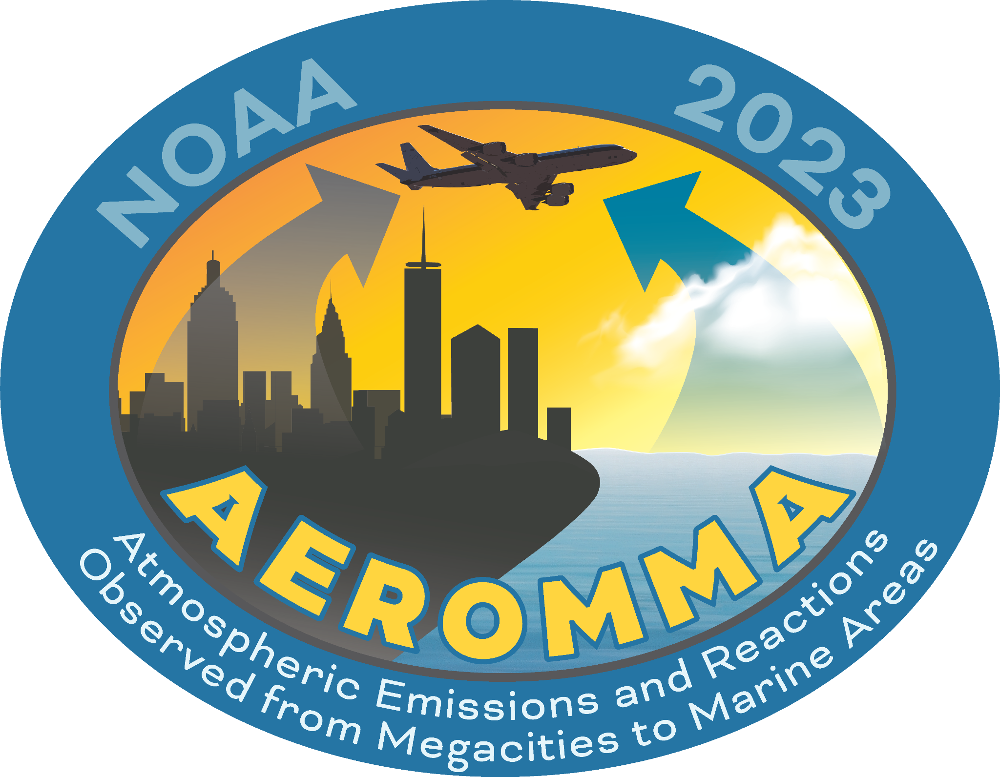 NOAA 2023
AEROMMA
Atmospheric Emissions and Reactions
Observed from Megacities to Marine Areas